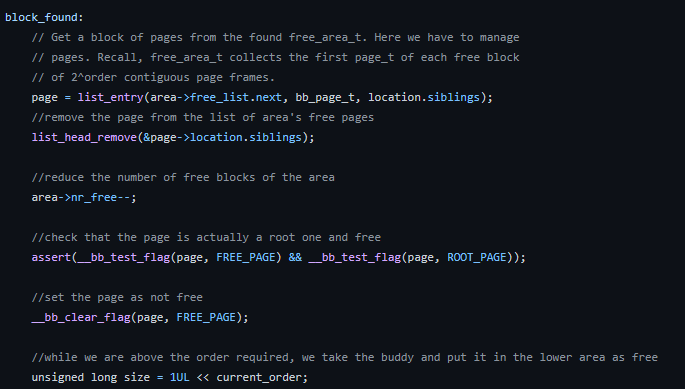 block_found:
// Get a block of pages from the found free_area_t. Here we have to manage
// pages. Recall, free_area_t collects the first page_t of each free block
// of 2^order contiguous page frames.
page = list_entry(area->free_list.next, bb_page_t, location.siblings);
//remove the page from the list of area's free pages
list_head_remove(&page->location.siblings);
//reduce the number of free blocks of the area
area->nr_free--;
//check that the page is actually a root one and free
assert(__bb_test_flag(page, FREE_PAGE) && __bb_test_flag(page, ROOT_PAGE));
//set the page as not free
__bb_clear_flag(page, FREE_PAGE);
//while we are above the order required, we take the buddy and put it in the lower area as free
unsigned long size = 1UL << current_order;